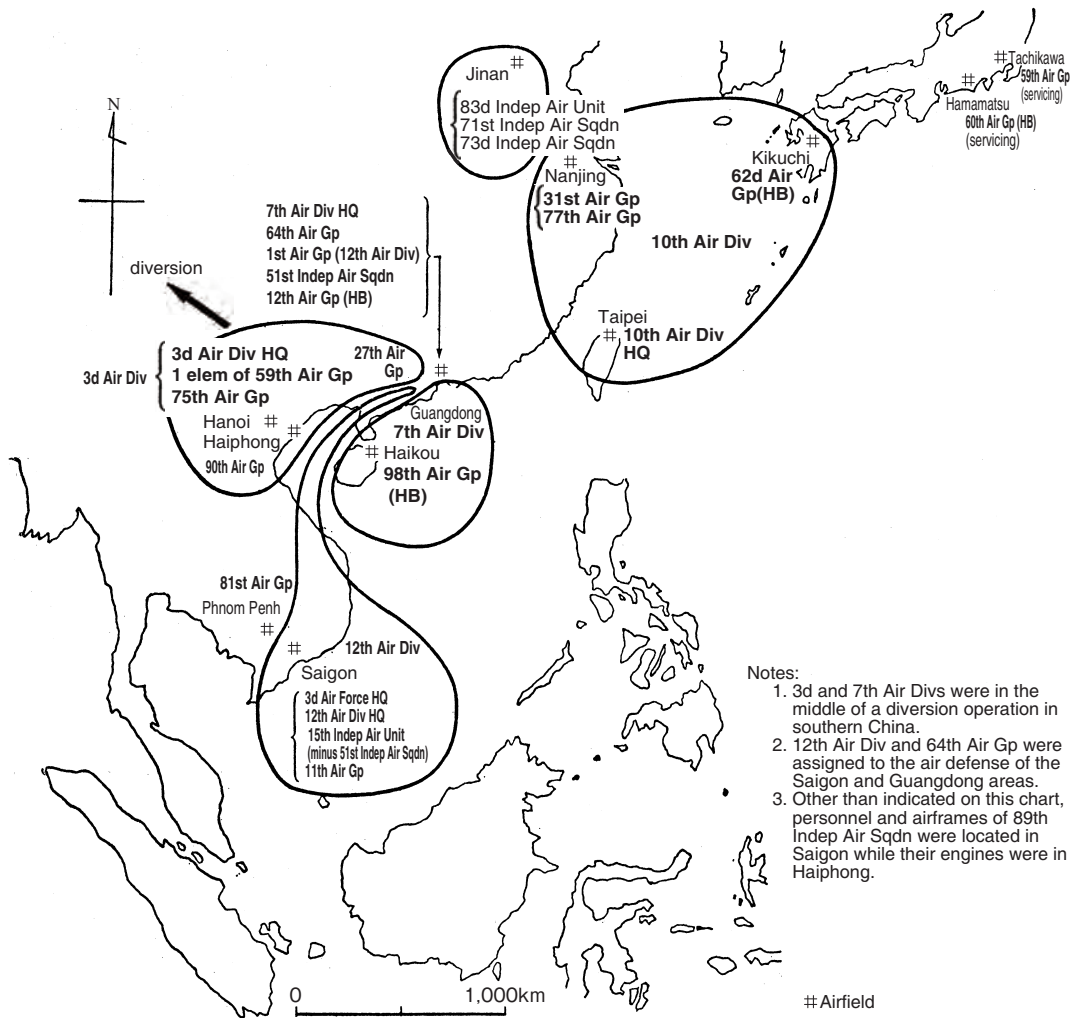 Jinan
83d Indep Air Unit
71st Indep Air Sqdn
73d Indep Air Sqdn
Tachikawa
59th Air Gp
(servicing)
Hamamatsu
60th Air Gp (HB)
(servicing)
Kikuchi
62d Air
Gp(HB)
Nanjing
31st Air Gp
77th Air Gp
10th Air Div
Taipei
10th Air Div
HQ
N
7th Air Div HQ
64th Air Gp
1st Air Gp (12th Air Div)
51st Indep Air Sqdn
12th Air Gp (HB)
diversion
3d Air Div
3d Air Div HQ
1 elem of 59th Air Gp
75th Air Gp
27th Air
Gp
Hanoi
Haiphong
90th Air Gp
Guangdong
7th Air Div
Haikou
98th Air Gp
(HB)
81st Air Gp
Phnom Penh
12th Air Div
Saigon
3d Air Force HQ
12th Air Div HQ
15th Indep Air Unit
(minus 51st Indep Air Sqdn)
11th Air Gp
Notes:
1. 3d and 7th Air Divs were in the
middle of a diversion operation in
southern China.
2. 12th Air Div and 64th Air Gp were
assigned to the air defense of the
Saigon and Guangdong areas.
3. Other than indicated on this chart,
personnel and airframes of 89th
Indep Air Sqdn were located in
Saigon while their engines were in
Haiphong.
0 1,000km
Airfield